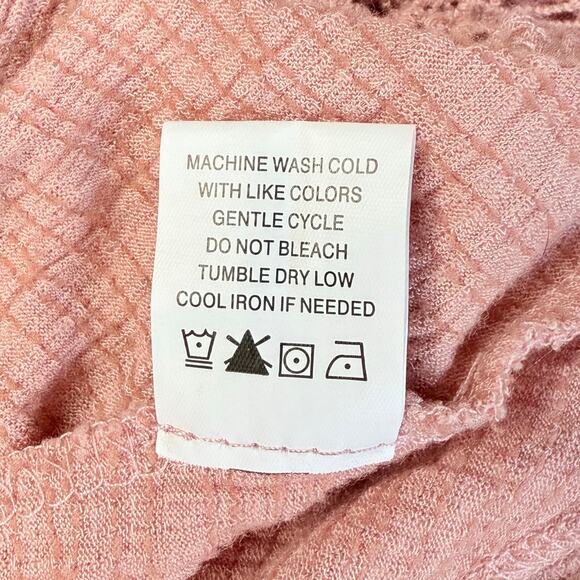 MACHINE WASH COLD
WITH LIKE COLORS
GENTLE CYCLE
DO NOT BLEACH
TUMBLE DRY LOW
COOL IRON IF NEEDED